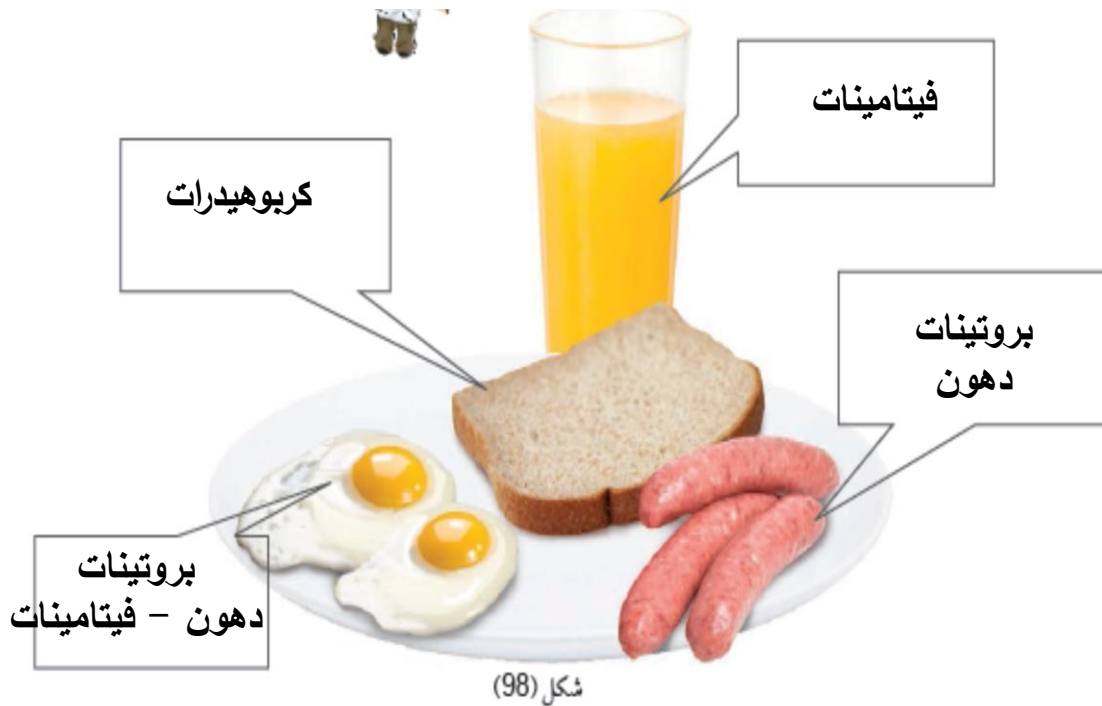 فيتامينات
كربوهيدرات
بروتينات
دهون
بروتينات
دهون - فيتامينات
شكل (98)